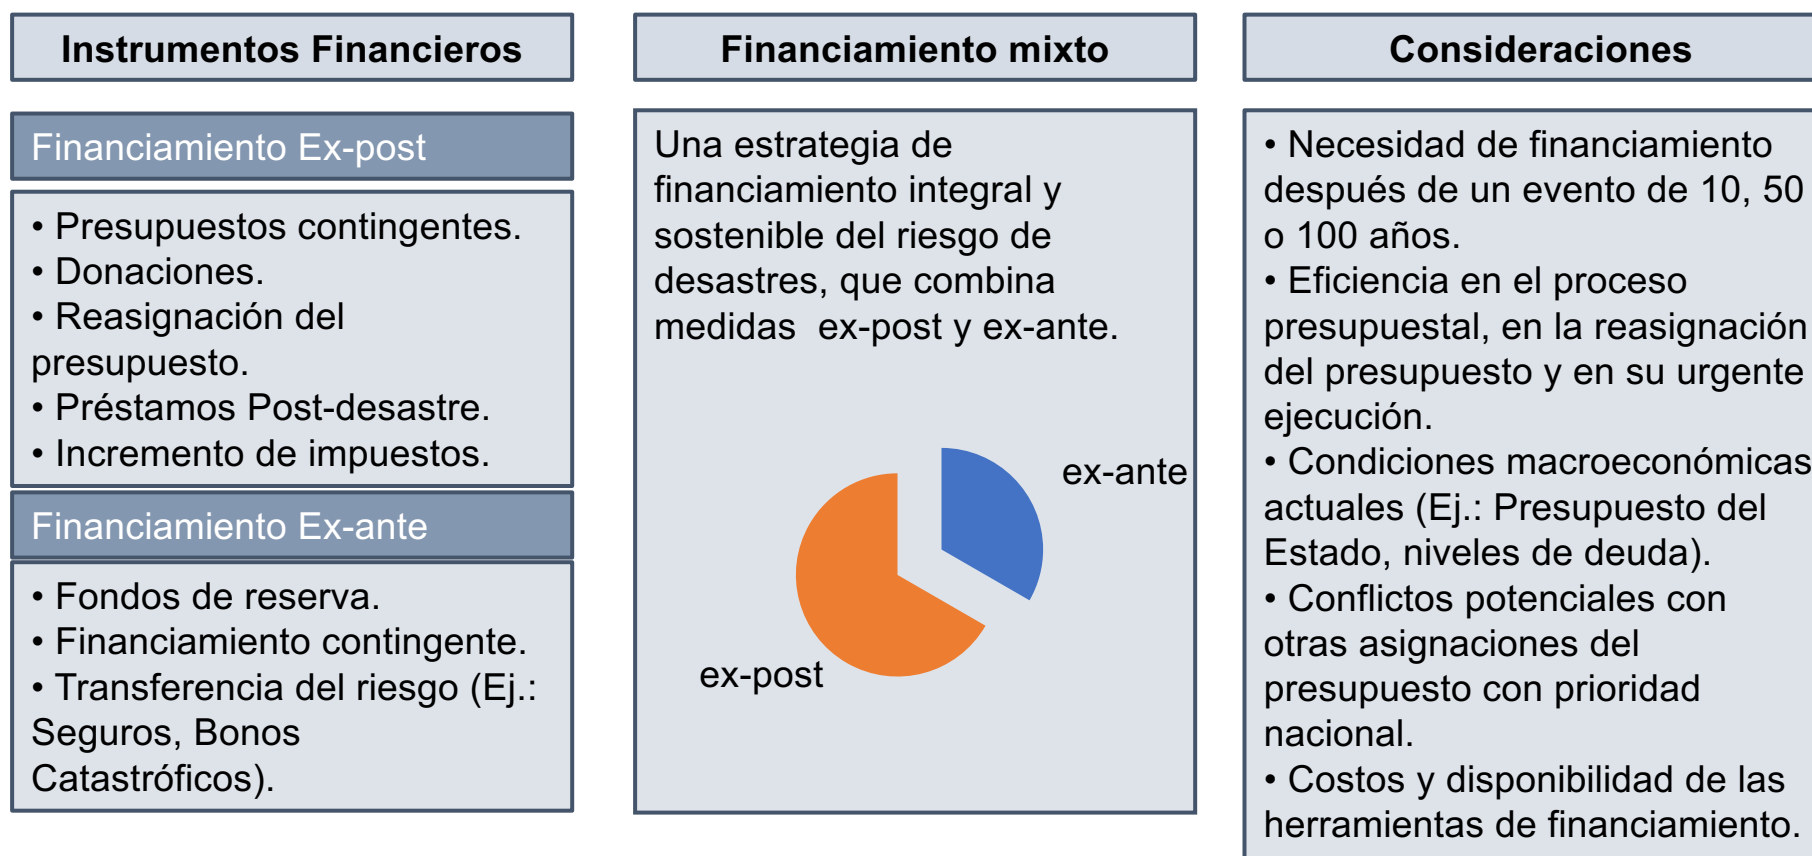 Instrumentos Financieros
Financiamiento Ex-post
• Presupuestos contingentes.
• Donaciones.
• Reasignación del
presupuesto.
• Préstamos Post-desastre.
• Incremento de impuestos.
Financiamiento Ex-ante
• Fondos de reserva.
• Financiamiento contingente.
• Transferencia del riesgo (Ej.:
Seguros, Bonos
Catastróficos).
Financiamiento mixto
Una estrategia de
financiamiento integral y
sostenible del riesgo de
desastres, que combina
medidas  ex-post y ex-ante.
ex-ante
ex-post
Consideraciones
• Necesidad de financiamiento
después de un evento de 10, 50
o 100 años.
• Eficiencia en el proceso
presupuestal, en la reasignación
del presupuesto y en su urgente
ejecución.
• Condiciones macroeconómicas
actuales (Ej.: Presupuesto del
Estado, niveles de deuda).
• Conflictos potenciales con
otras asignaciones del
presupuesto con prioridad
nacional.
• Costos y disponibilidad de las
herramientas de financiamiento.